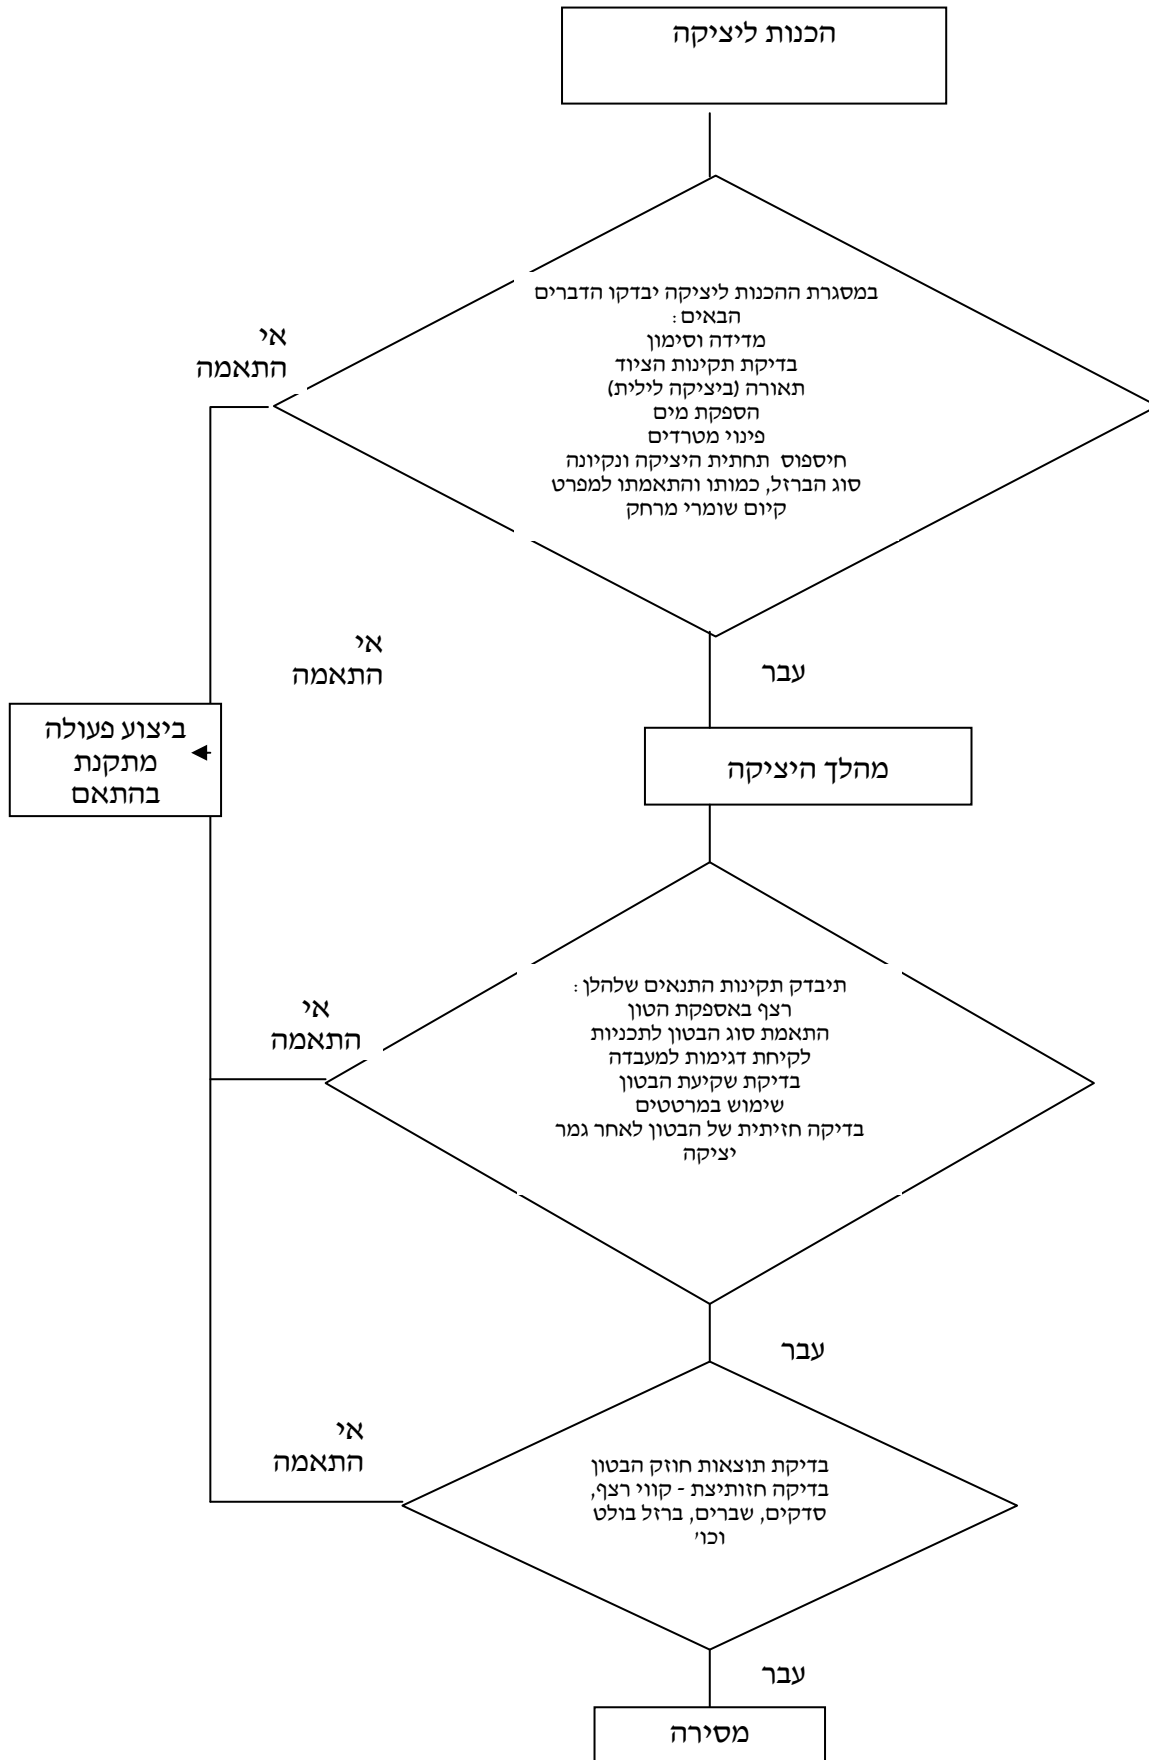 הכנות ליציקה
במסגרת ההכנות ליציקה יבדקו הדברים
הבאים:
מדידה וסימון
בדיקת תקינות הציוד
תאורה (ביציקה לילית)
הספקת מים
פינוי מטרדים
חיספוס תחתית היציקה ונקיונה
סוג הברזל, כמותו והתאמתו למפרט
קיום שומרי מרחק
אי
התאמה
עבר
אי
התאמה
מהלך היציקה
ביצוע פעולה
מתקנת
בהתאם
תיבדק תקינות התנאים שלהלן:
רצף באספקת הטון
התאמת סוג הבטון לתכניות
לקיחת דגימות למעבדה
בדיקת שקיעת הבטון
שימוש במרטטים
בדיקה חזיתית של הבטון לאחר גמר
יציקה
אי
התאמה
עבר
בדיקת תוצאות חוזק הבטון
בדיקה חזותיצת - קווי רצף,
סדקים, שברים, ברזל בולט
וכו'
אי
התאמה
עבר
מסירה